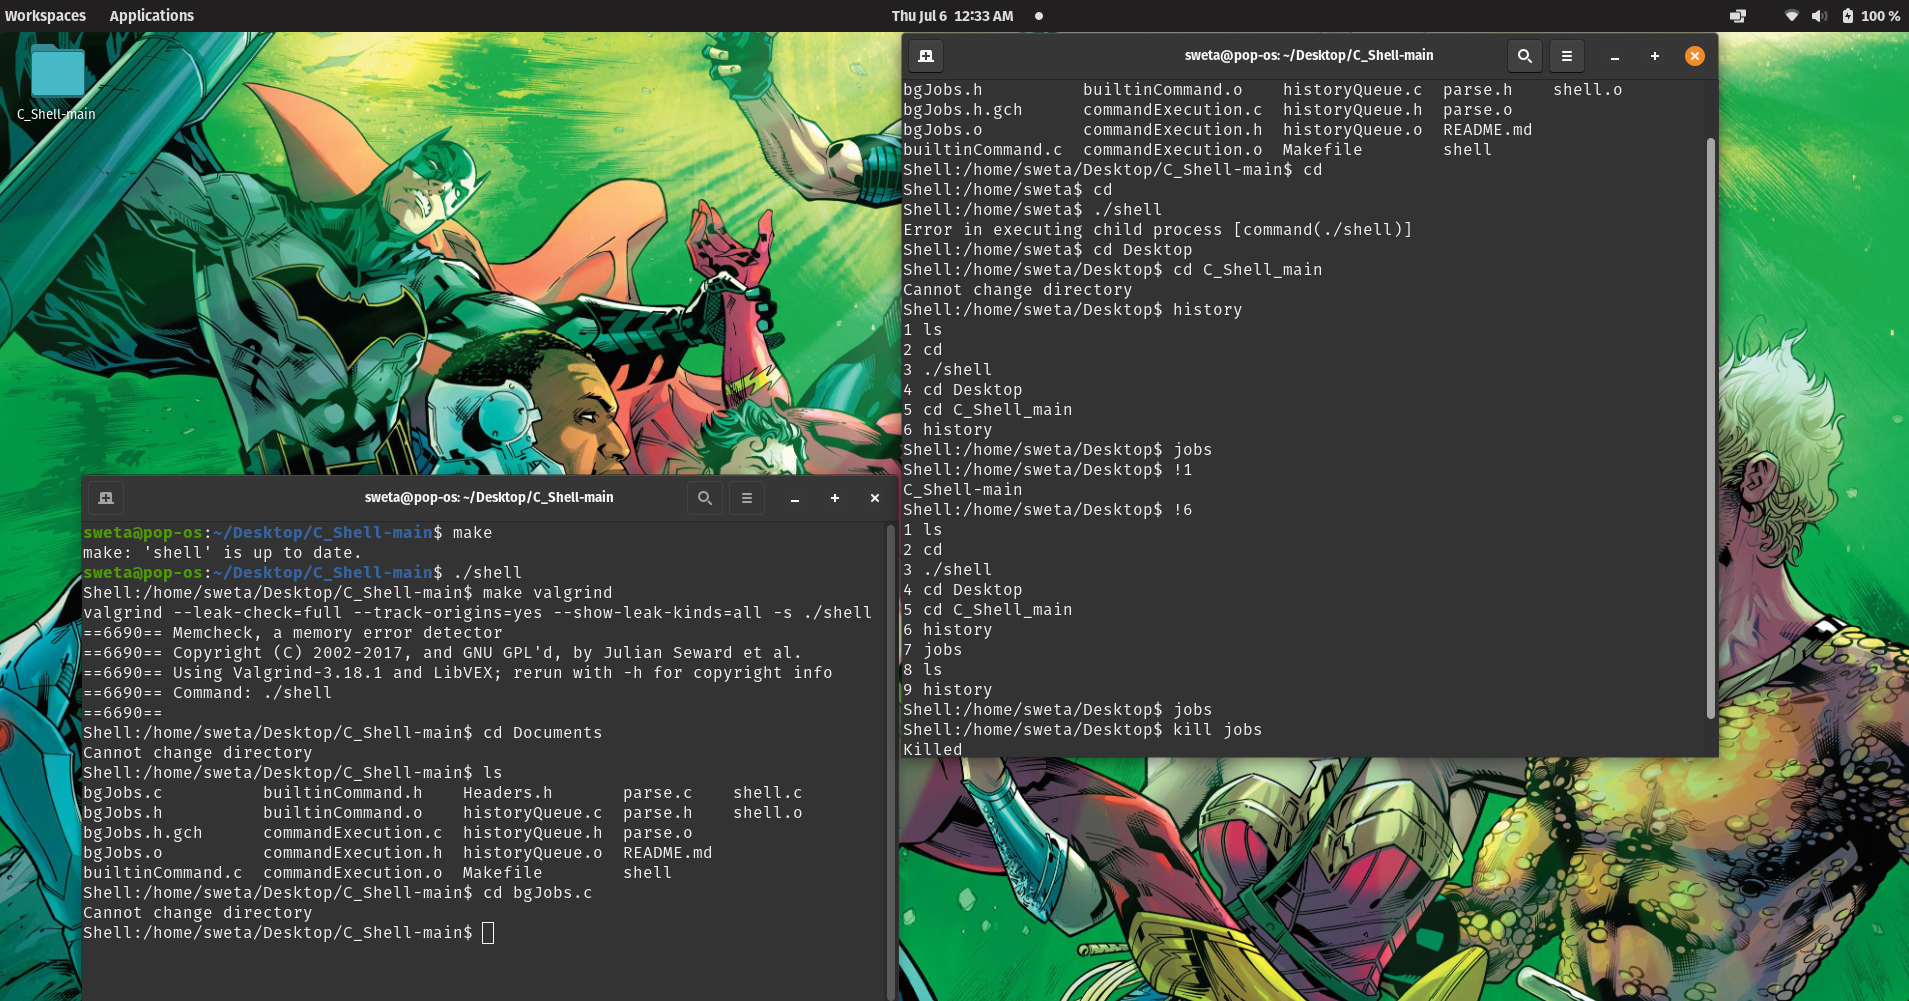 Workspaces Applications Thu Jul 6 12:33 AM 100 %
C_Shell-main
sweta@pop-os: ~/Desktop/C_Shell-main
bgJobs.h builtinCommand.o historyQueue.c parse.h shell.o
bgJobs.h.gch commandExecution.c historyQueue.h parse.o
bgJobs.o commandExecution.h historyQueue.o README.md
builtinCommand.c commandExecution.o Makefile shell
Shell:/home/sweta/Desktop/C_Shell-main$ cd
Shell:/home/sweta$ cd
Shell:/home/sweta$ ./shell
Error in executing child process [command(./shell)]
Shell:/home/sweta$ cd Desktop
Shell:/home/sweta/Desktop$ cd C_Shell_main
Cannot change directory
Shell:/home/sweta/Desktop$ history
1 ls
2 cd
3 ./shell
4 cd Desktop
5 cd C_Shell_main
6 history
Shell:/home/sweta/Desktop$ jobs
Shell:/home/sweta/Desktop$ !1
C_Shell-main
Shell:/home/sweta/Desktop$ !6
1 ls
2 cd
3 ./shell
4 cd Desktop
5 cd C_Shell_main
6 history
7 jobs
8 ls
9 history
Shell:/home/sweta/Desktop$ jobs
Shell:/home/sweta/Desktop$ kill jobs
Killed
sweta@pop-os: ~/Desktop/C_Shell-main
sweta@pop-os:~/Desktop/C_Shell-main$ make
make: 'shell' is up to date.
sweta@pop-os:~/Desktop/C_Shell-main$ ./shell
Shell:/home/sweta/Desktop/C_Shell-main$ make valgrind
valgrind --leak-check=full --track-origins=yes --show-leak-kinds=all -s ./shell
==6690== Memcheck, a memory error detector
==6690== Copyright (C) 2002-2017, and GNU GPL'd, by Julian Seward et al.
==6690== Using Valgrind-3.18.1 and LibVEX; rerun with -h for copyright info
==6690== Command: ./shell
==6690==
Shell:/home/sweta/Desktop/C_Shell-main$ cd Documents
Cannot change directory
Shell:/home/sweta/Desktop/C_Shell-main$ ls
bgJobs.c builtinCommand.h Headers.h parse.c shell.c
bgJobs.h builtinCommand.o historyQueue.c parse.h shell.o
bgJobs.h.gch commandExecution.c historyQueue.h parse.o
bgJobs.o commandExecution.h historyQueue.o README.md
builtinCommand.c commandExecution.o Makefile shell
Shell:/home/sweta/Desktop/C_Shell-main$ cd bgJobs.c
Cannot change directory
Shell:/home/sweta/Desktop/C_Shell-main$